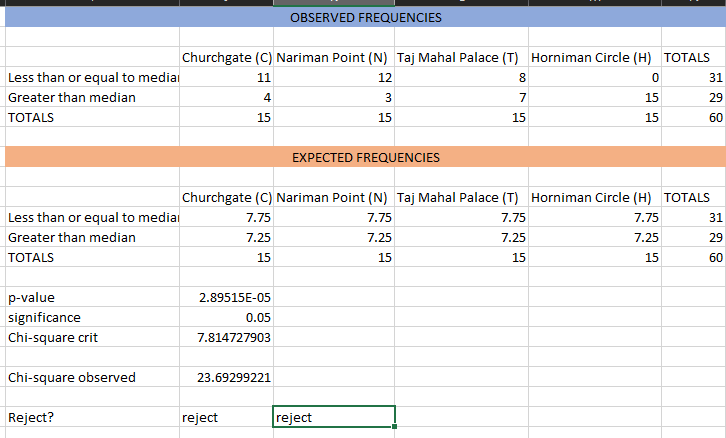 OBSERVED FREQUENCIES
Churchgate (C) Nariman Point (N) Taj Mahal Palace (T) Horniman Circle (H) TOTALS
Less than or equal to media 11 12 8 0 31
Greater than median 4 3 7 15 29
TOTALS 15 15 15 15 60
EXPECTED FREQUENCIES
Churchgate (C) Nariman Point (N) Taj Mahal Palace (T) Horniman Circle (H) TOTALS
Less than or equal to media 7.75 7.75 7.75 7.75 31
Greater than median 7.25 7.25 7.25 7.25 29
TOTALS 15 15 15 15 60
p-value 2.89515E-05
significance 0.05
Chi-square crit 7.814727903
Chi-square observed 23.69299221
Reject? reject reject